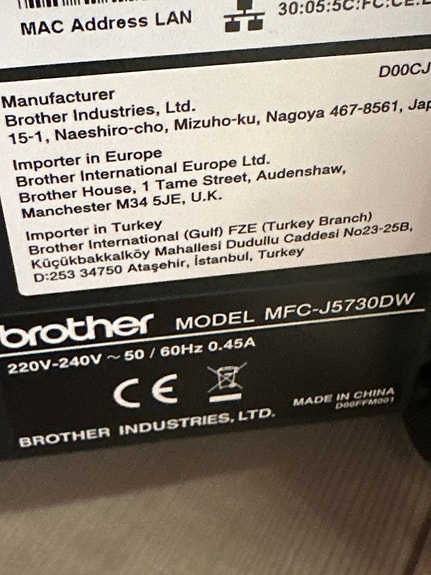 MAC Address LAN
30:05:5C:FC:CE:
D00CJ
Manufacturer
Brother Industries, Ltd.
15-1, Naeshiro-cho, Mizuho-ku, Nagoya 467-8561, Jap
Importer in Europe
Brother International Europe Ltd.
Brother House, 1 Tame Street, Audenshaw,
Manchester M34 5JE, U.K.
Importer in Turkey
Brother International (Gulf) FZE (Turkey Branch)
Küçükbakkalköy Mahallesi Dudullu Caddesi No23-25B,
D:253 34750 Ataşehir, İstanbul, Turkey
brother MODEL MFC-J5730DW
220V-240V ~ 50 / 60Hz 0.45A
CE
MADE IN CHINA
D00FFM001
BROTHER INDUSTRIES, LTD.